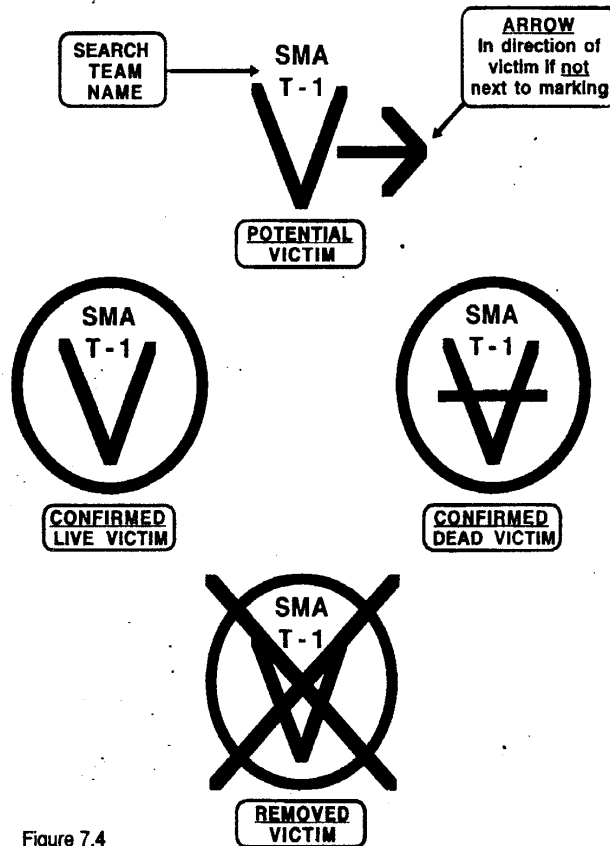 SEARCH
TEAM
NAME
SMA
T-1
ARROW
In direction of
victim if not
next to marking
POTENTIAL
VICTIM
SMA
T-1
CONFIRMED
LIVE VICTIM
SMA
T-1
CONFIRMED
DEAD VICTIM
SMA
T-1
REMOVED
VICTIM
Figure 7.4